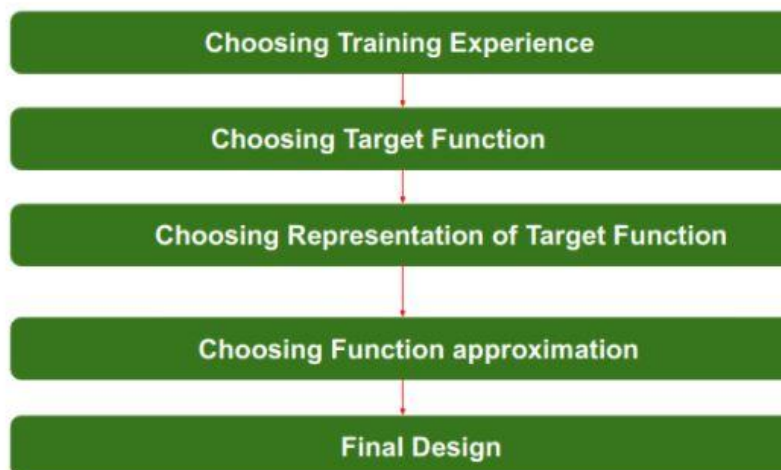 Choosing Training Experience
Choosing Target Function
Choosing Representation of Target Function
Choosing Function approximation
Final Design